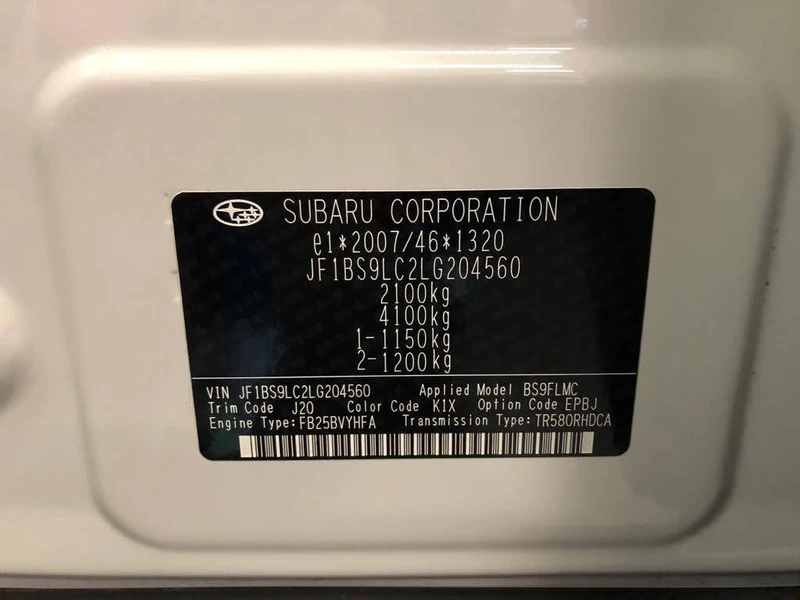 SUBARU CORPORATION
e1*2007/46*1320
JF1BS9LC2LG204560
2100kg
4100kg
1-1150kg
2-1200kg
VIN JF1BS9LC2LG204560 Applied Model BS9FLMC
Trim Code J20 Color Code K1X Option Code EPBJ
Engine Type: FB25BVYHFA Transmission Type: TR580RHDCA